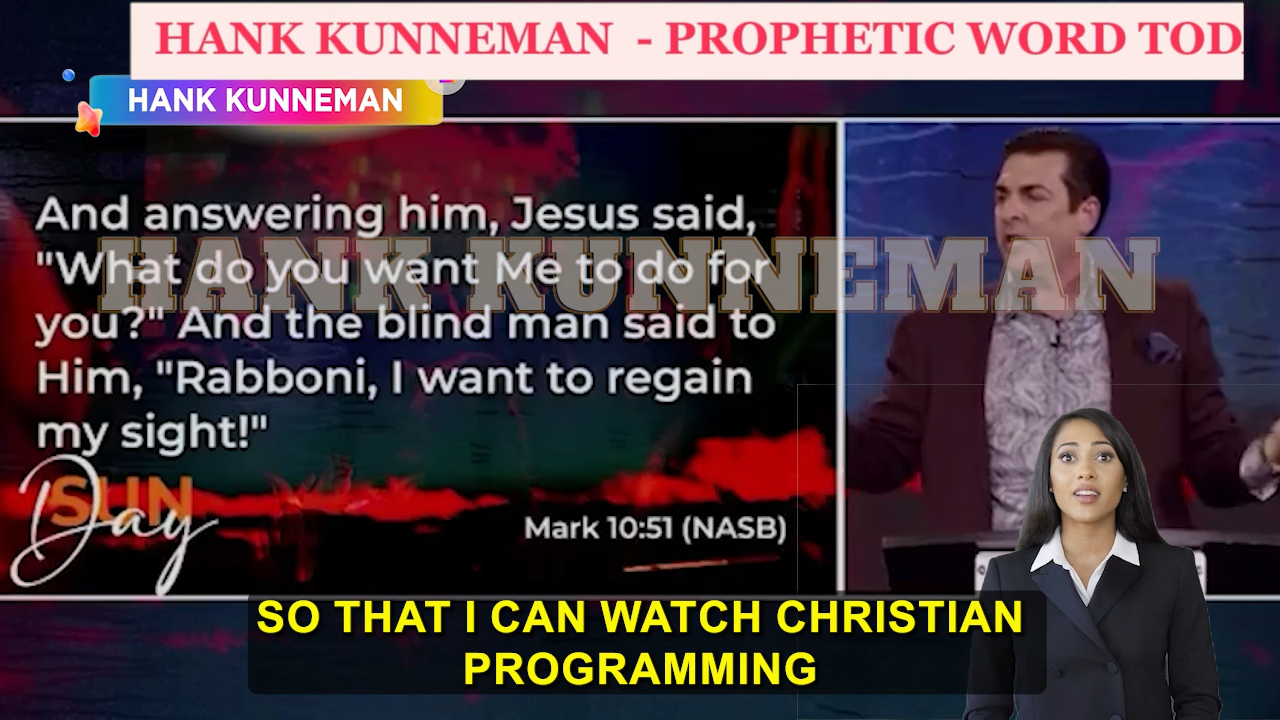 HANK KUNNEMAN - PROPHETIC WORD TOD
HANK KUNNEMAN
And answering him, Jesus said,
"What do you want Me to do for
you?" And the blind man said to
Him, "Rabboni, I want to regain
my sight!"
HANK KUNNEMAN
SUN
Day
Mark 10:51 (NASB)
SO THAT I CAN WATCH CHRISTIAN
PROGRAMMING